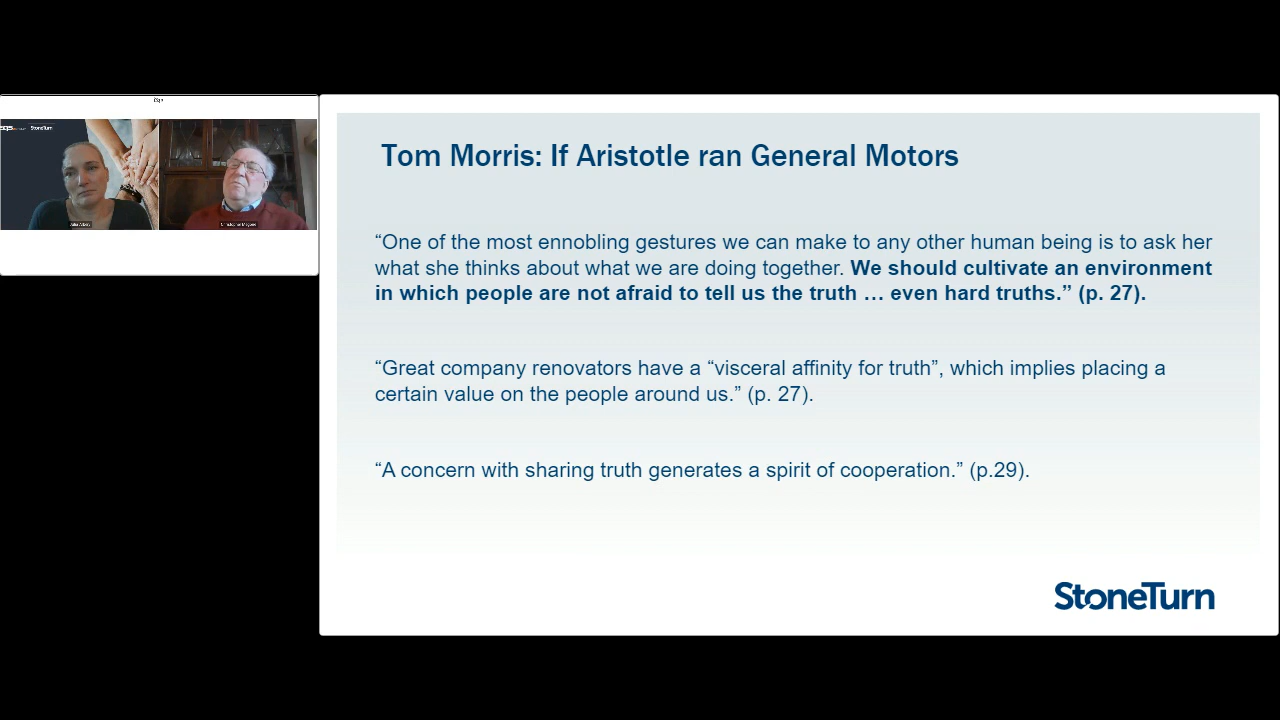 StoneTurn
Christopher Megone
Tom Morris: If Aristotle ran General Motors
“One of the most ennobling gestures we can make to any other human being is to ask her
what she thinks about what we are doing together. We should cultivate an environment
in which people are not afraid to tell us the truth … even hard truths.” (p. 27).
“Great company renovators have a “visceral affinity for truth”, which implies placing a
certain value on the people around us.” (p. 27).
“A concern with sharing truth generates a spirit of cooperation.” (p.29).
StoneTurn